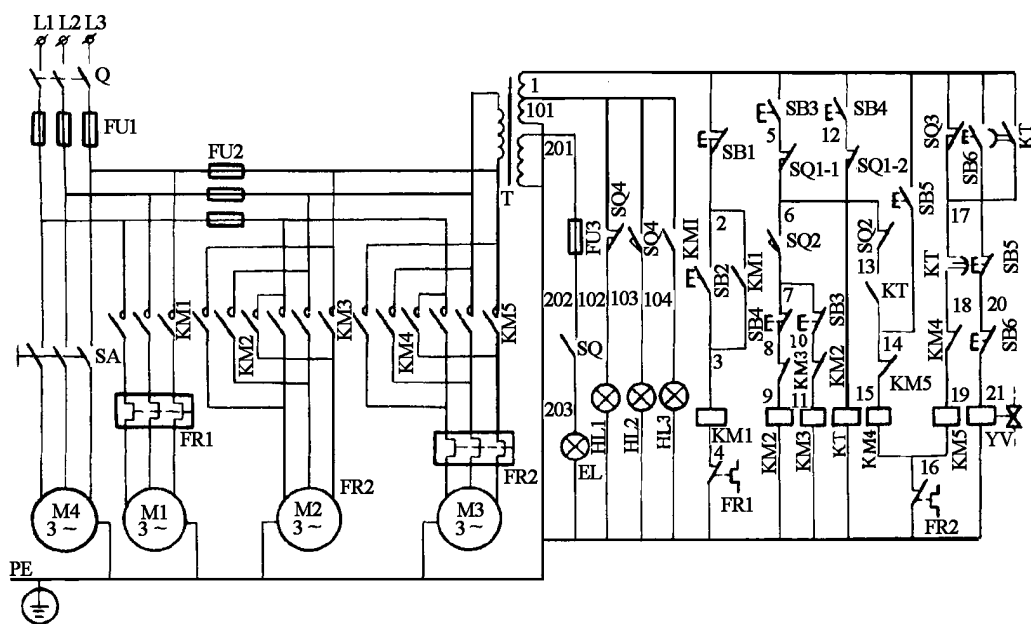 L1 L2 L3
Q
FU1
FU2
T
1
101
201
SB3
SB4
5
12
SB1
SQ1-1
SQ1-2
SQ3
SB6
KT
SB5
SQ4
SQ4
KMI
FU3
2
6
SQ2
SQ2
17
13
KT
SB5
SB2
KM1
KT
202
102
103
104
SB4
7
SB3
18
20
KM1
KM2
KM3
KM4
KM5
SA
3
8
10
KM3
KM2
14
KM4
SB6
SQ
KM5
9
11
15
19
21
203
HL1
HL2
HL3
FR1
EL
KM1
KM2
KM3
KT
KM4
KM5
YV
4
16
FR1
FR2
FR2
FR2
M4
3～
M1
3～
M2
3～
M3
3～
PE